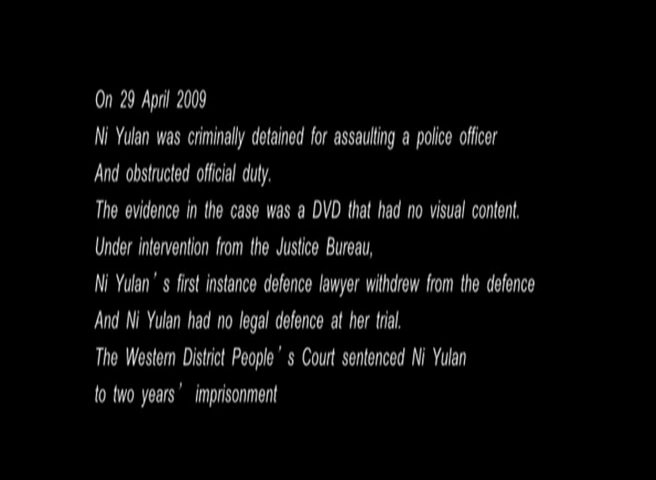 On 29 April 2009
Ni Yulan was criminally detained for assaulting a police officer
And obstructed official duty.
The evidence in the case was a DVD that had no visual content.
Under intervention from the Justice Bureau,
Ni Yulan’s first instance defence lawyer withdrew from the defence
And Ni Yulan had no legal defence at her trial.
The Western District People’s Court sentenced Ni Yulan
to two years’ imprisonment